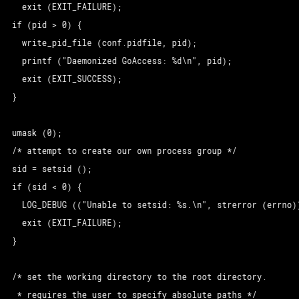 exit (EXIT_FAILURE);
if (pid > 0) {
write_pid_file (conf.pidfile, pid);
printf ("Daemonized GoAccess: %d\n", pid);
exit (EXIT_SUCCESS);
}
umask (0);
/* attempt to create our own process group */
sid = setsid ();
if (sid < 0) {
LOG_DEBUG (("Unable to setsid: %s.\n", strerror (errno)
exit (EXIT_FAILURE);
}
/* set the working directory to the root directory.
* requires the user to specify absolute paths */